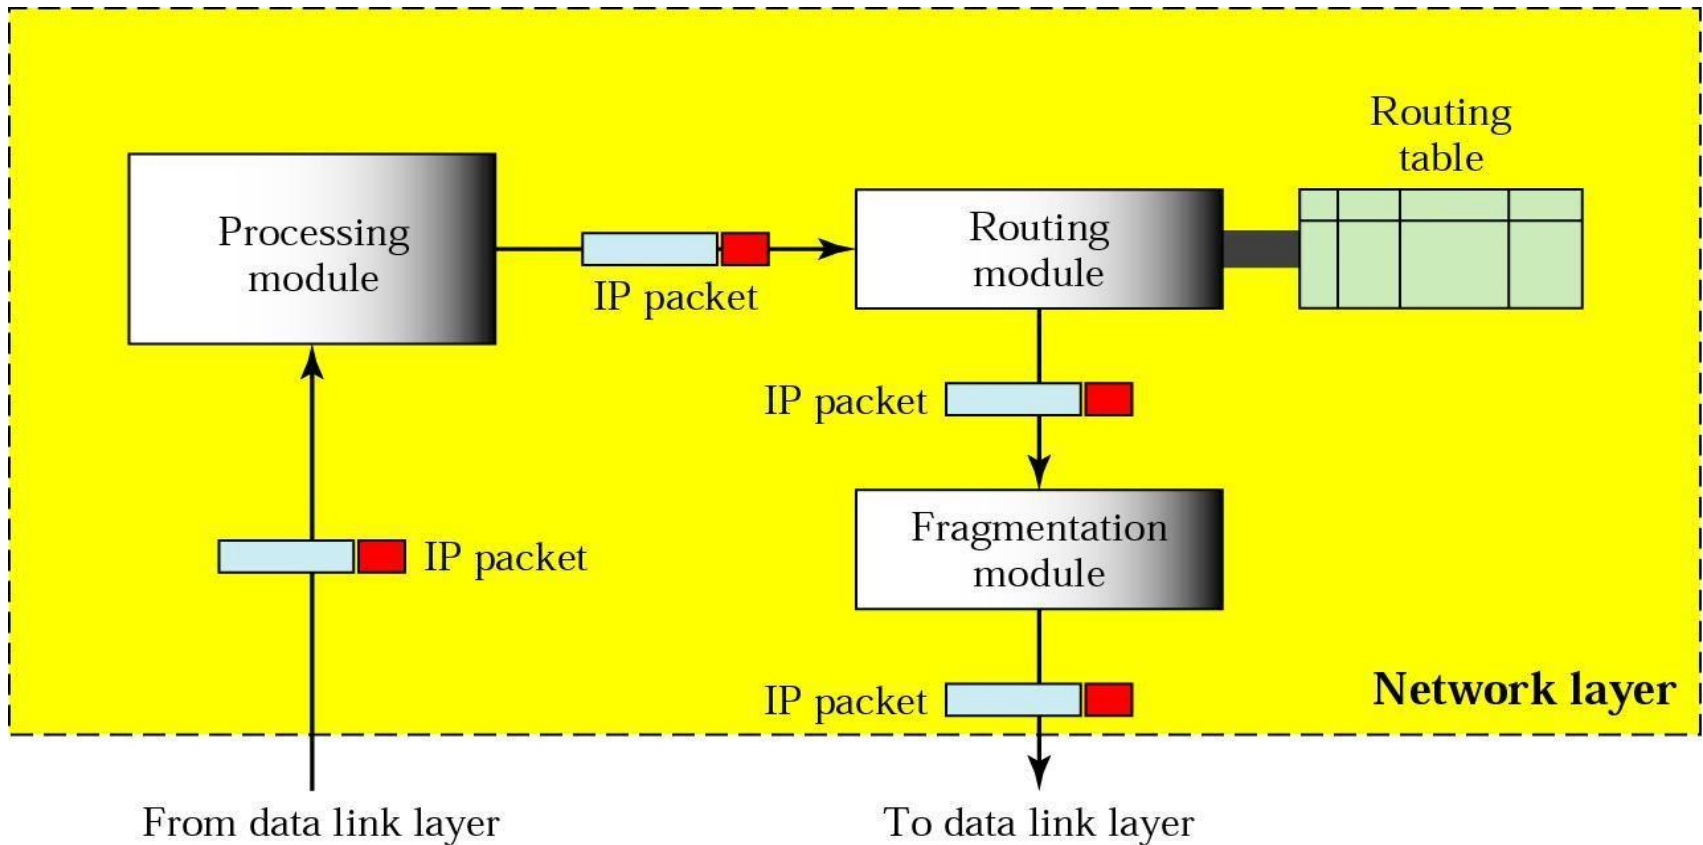 Routing
table
Processing
module
IP packet
Routing
module
IP packet
Fragmentation
module
IP packet
IP packet
Network layer
From data link layer
To data link layer